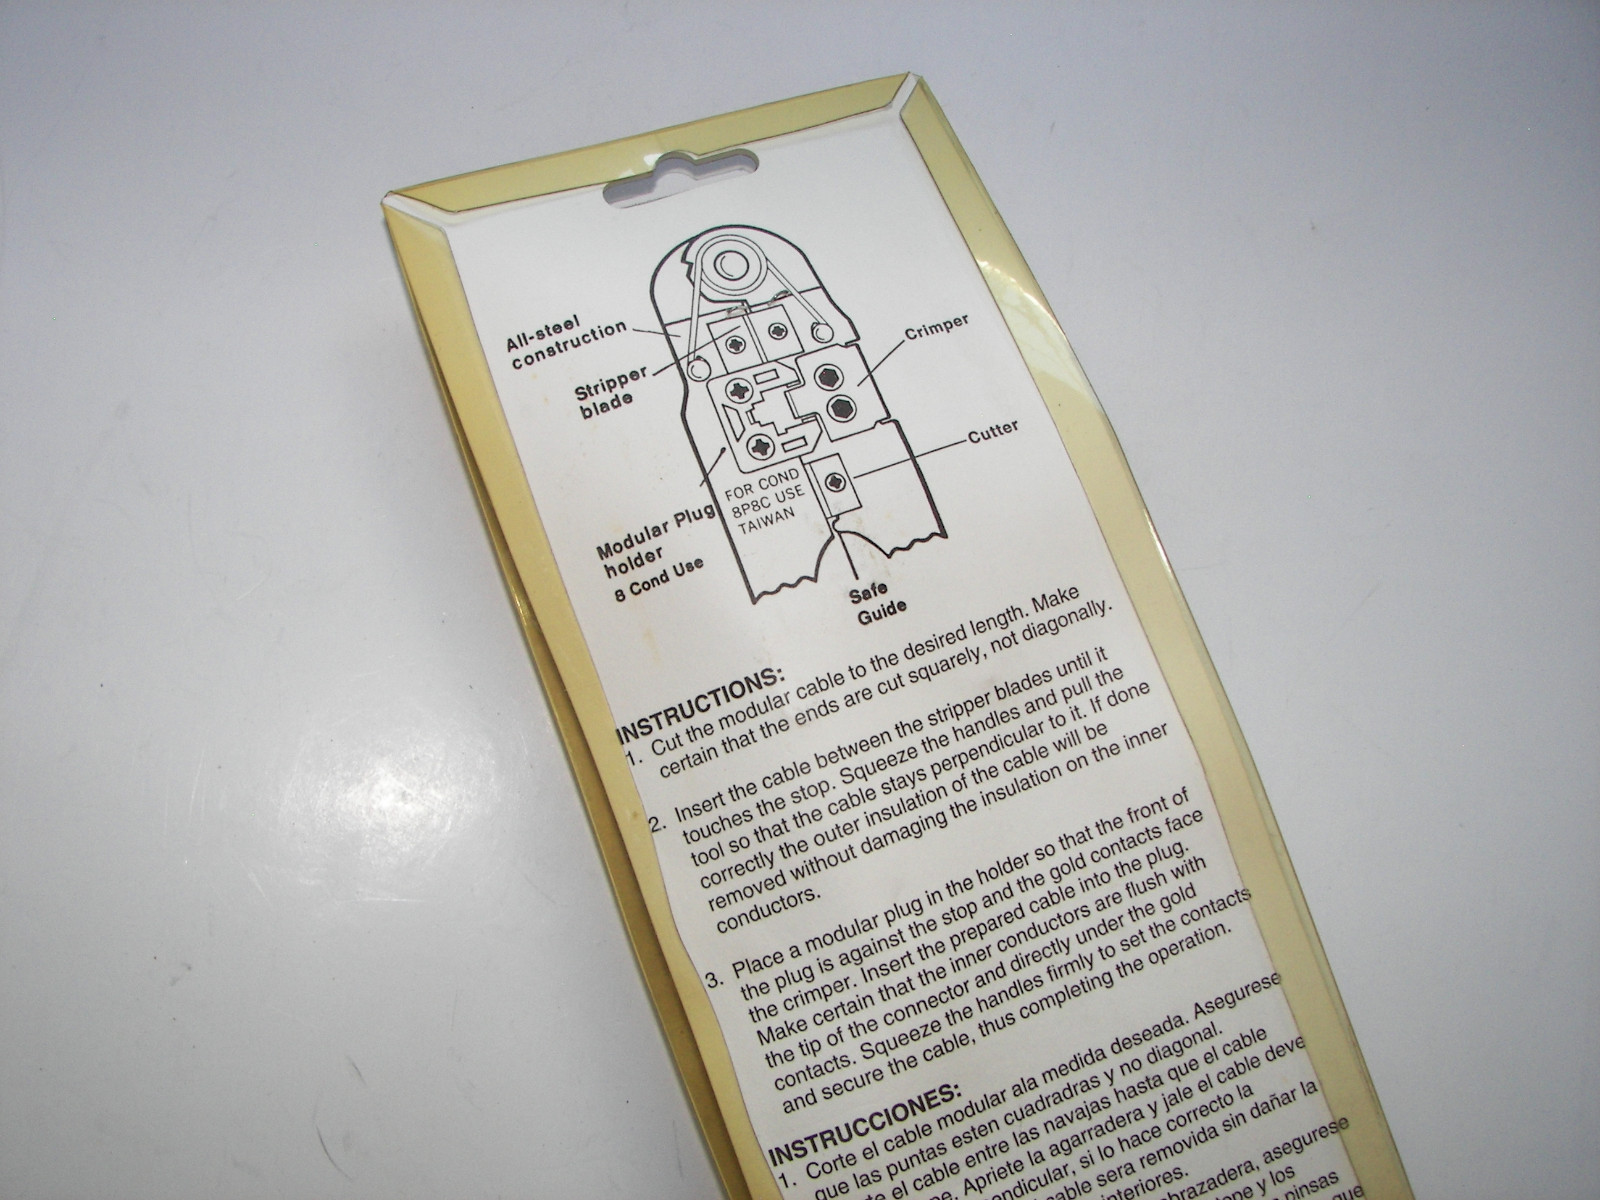 All-steel
construction
Stripper
blade
Crimper
Cutter
Modular Plug
holder
8 Cond Use
FOR COND
8P8C USE
TAIWAN
Safe
Guide
INSTRUCTIONS:
1. Cut the modular cable to the desired length. Make
certain that the ends are cut squarely, not diagonally.
2. Insert the cable between the stripper blades until it
touches the stop. Squeeze the handles and pull the
tool so that the cable stays perpendicular to it. If done
correctly the outer insulation of the cable will be
removed without damaging the insulation on the inner
conductors.
3. Place a modular plug in the holder so that the front of
the plug is against the stop and the gold contacts face
the crimper. Insert the prepared cable into the plug.
Make certain that the inner conductors are flush with
the tip of the connector and directly under the gold
contacts. Squeeze the handles firmly to set the contacts
and secure the cable, thus completing the operation.
INSTRUCCIONES:
1. Corte el cable modular ala medida deseada. Asegurese
que las puntas esten cuadradas y no diagonal.
el cable entre las navajas hasta que el cable
Apriete la agarradera y jale el cable deve
si lo hace correcto la
cable sera removida sin dañar la
interiores.
asegurese
y los
pinsas
que